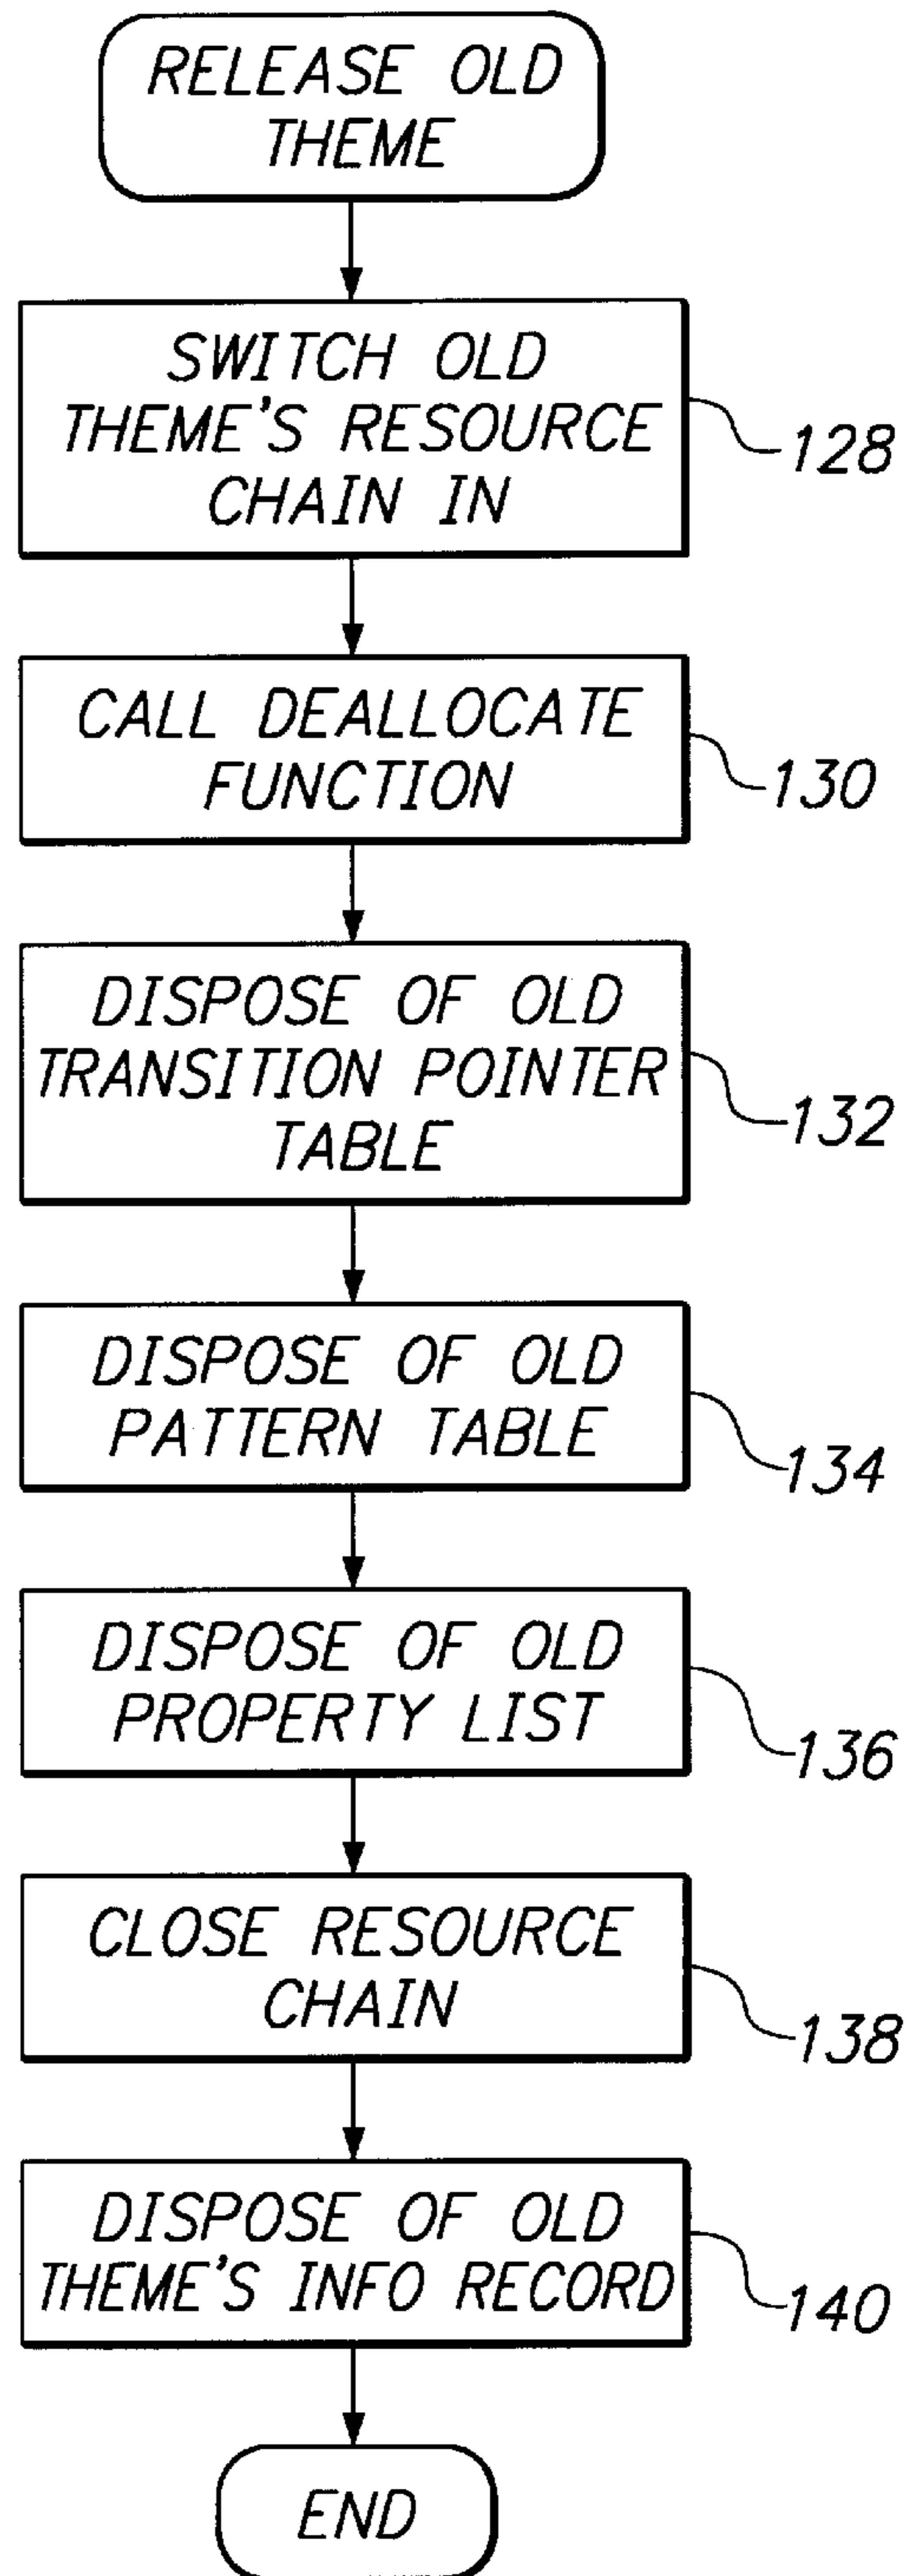 RELEASE OLD
THEME
SWITCH OLD
THEME'S RESOURCE
CHAIN IN
128
CALL DEALLOCATE
FUNCTION
130
DISPOSE OF OLD
TRANSITION POINTER
TABLE
132
DISPOSE OF OLD
PATTERN TABLE
134
DISPOSE OF OLD
PROPERTY LIST
136
CLOSE RESOURCE
CHAIN
138
DISPOSE OF OLD
THEME'S INFO RECORD
140
END